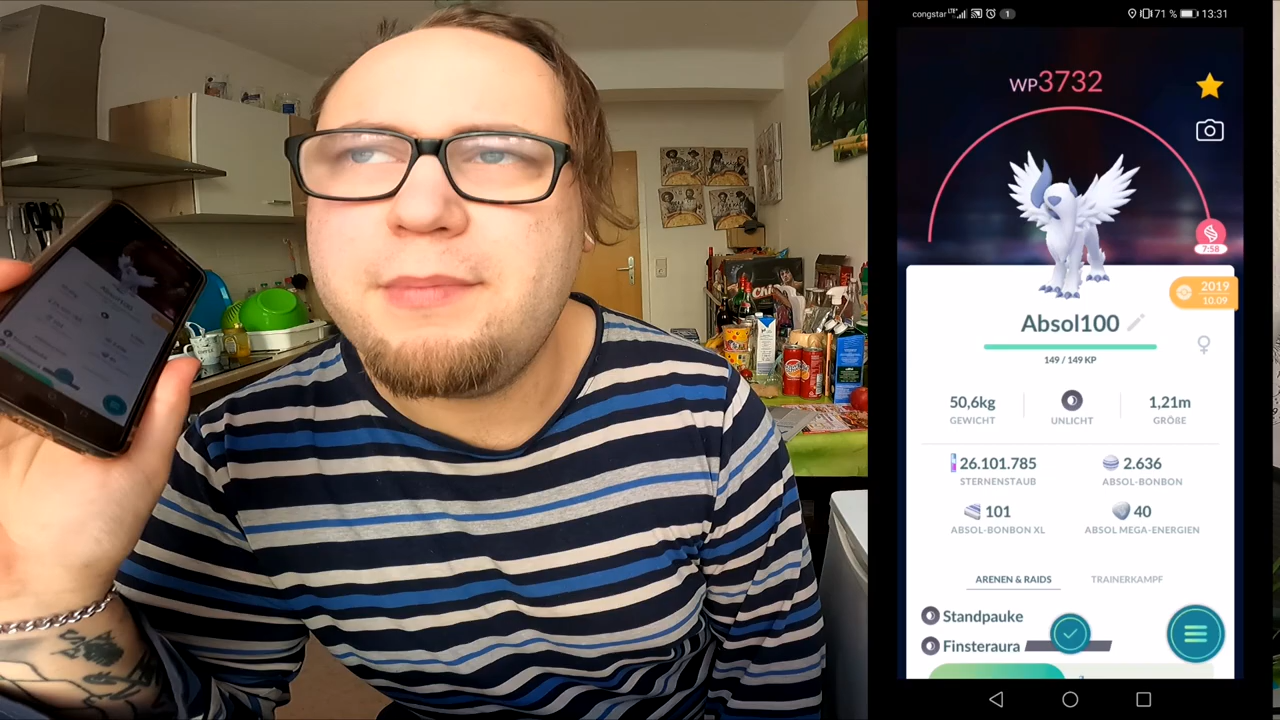 congstar LTE+ 1 71 % 13:31
WP3732
7:58
2019
10.09
Absol100
149 / 149 KP
50,6kg
GEWICHT
UNLICHT
1,21m
GRÖßE
26.101.785
STERNENSTAUB
2.636
ABSOL-BONBON
101
ABSOL-BONBON XL
40
ABSOL MEGA-ENERGIEN
ARENEN & RAIDS
TRAINERKAMPF
Standpauke
Finsteraura